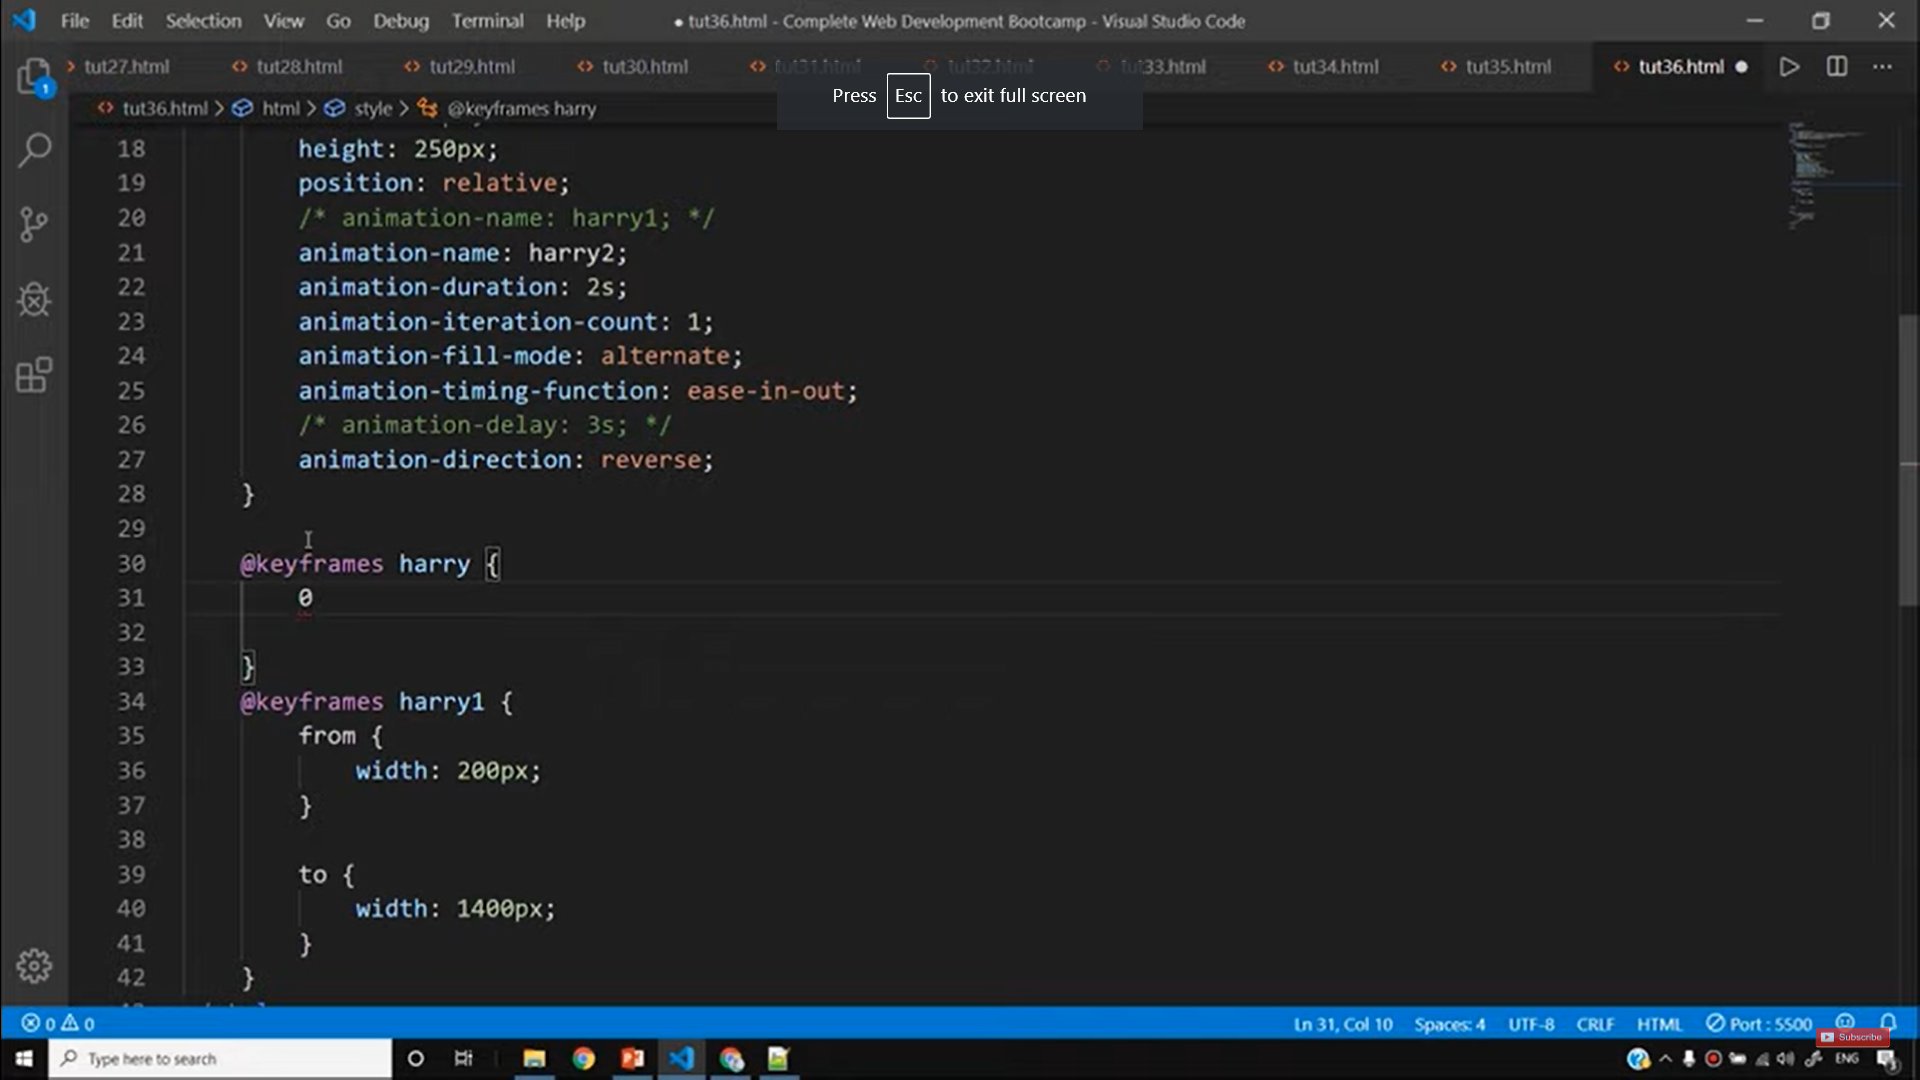 File Edit Selection View Go Debug Terminal Help ● tut36.html - Complete Web Development Bootcamp - Visual Studio Code
tut27.html tut28.html tut29.html tut30.html tut31.html tut32.html tut33.html tut34.html tut35.html tut36.html
Press Esc to exit full screen
tut36.html > html > style > @keyframes harry
18 height: 250px;
19 position: relative;
20 /* animation-name: harry1; */
21 animation-name: harry2;
22 animation-duration: 2s;
23 animation-iteration-count: 1;
24 animation-fill-mode: alternate;
25 animation-timing-function: ease-in-out;
26 /* animation-delay: 3s; */
27 animation-direction: reverse;
28 }
29
30 @keyframes harry {
31 0
32
33 }
34 @keyframes harry1 {
35 from {
36 width: 200px;
37 }
38
39 to {
40 width: 1400px;
41 }
42 }
0 0 Ln 31, Col 10 Spaces: 4 UTF-8 CRLF HTML Port : 5500
Subscribe
Type here to search ENG